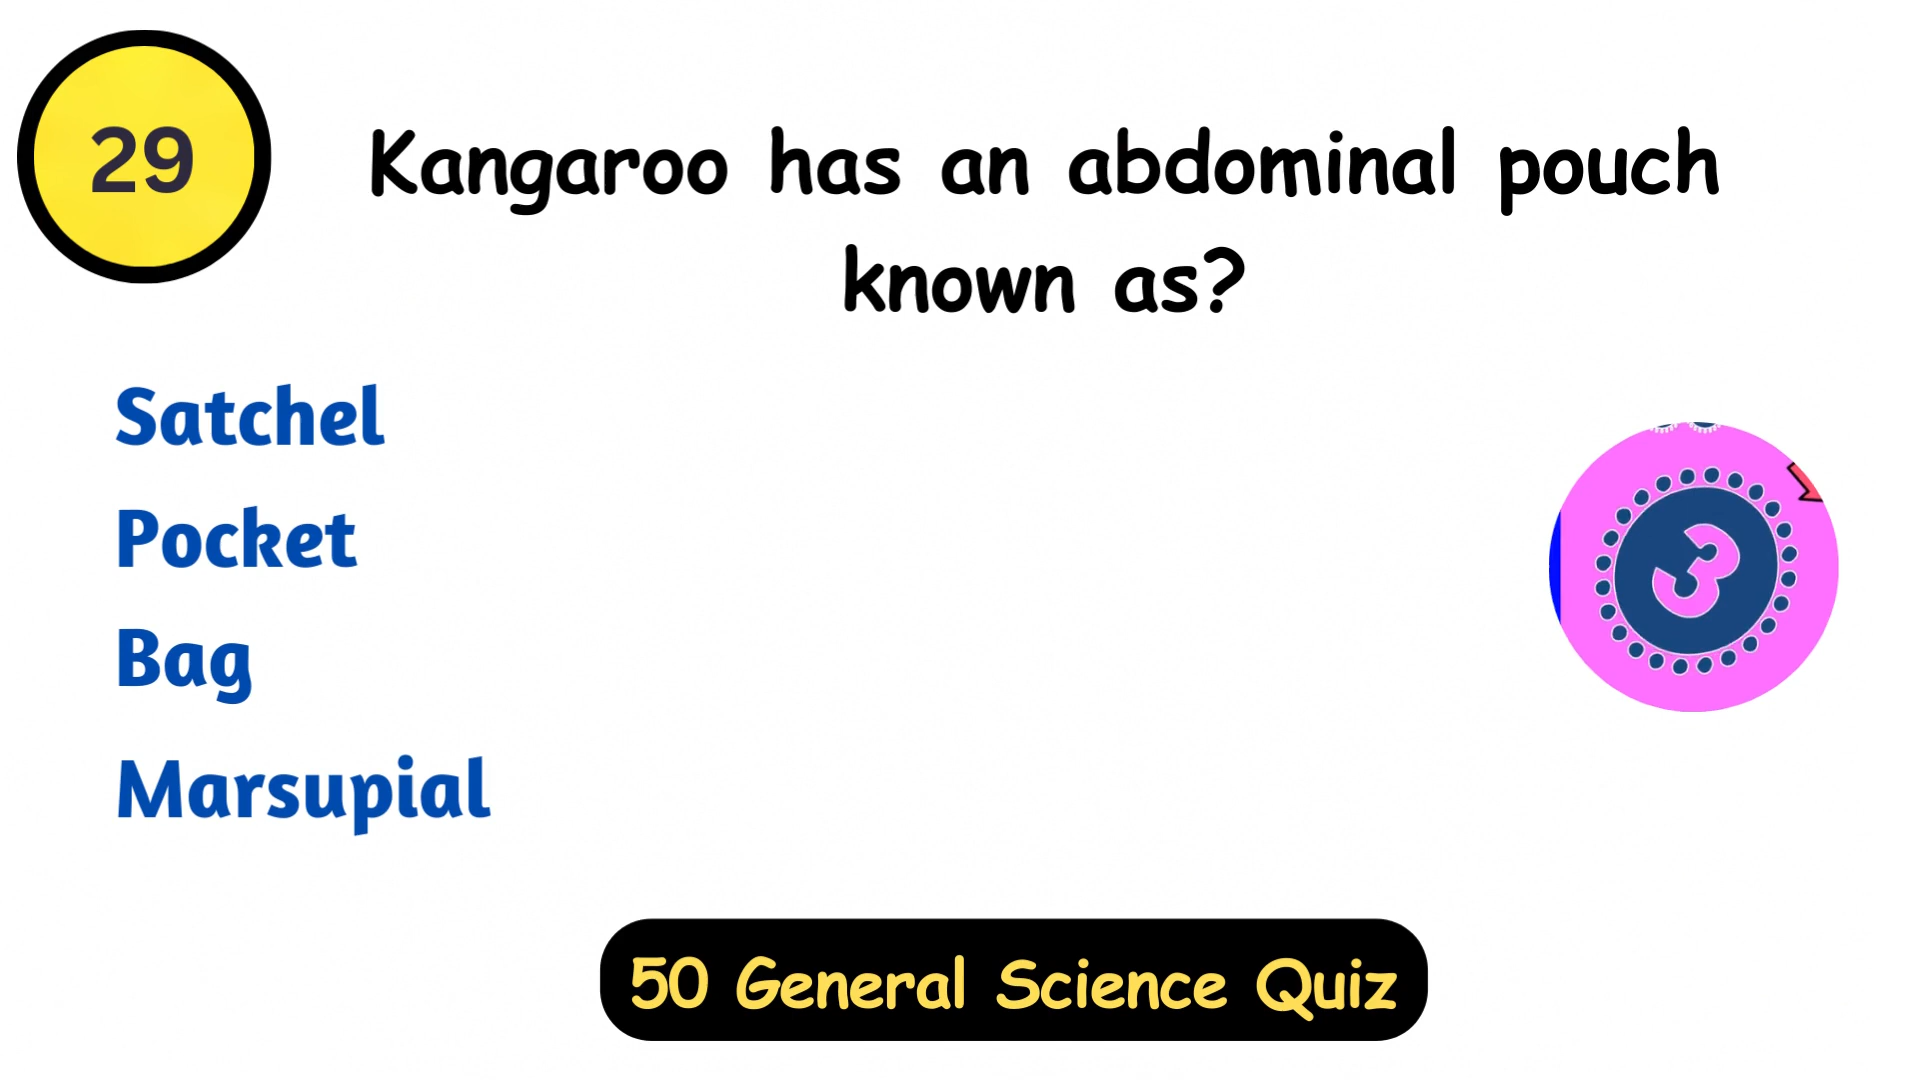 29
Kangaroo has an abdominal pouch
known as?
Satchel
Pocket
Bag
Marsupial
3
50 General Science Quiz